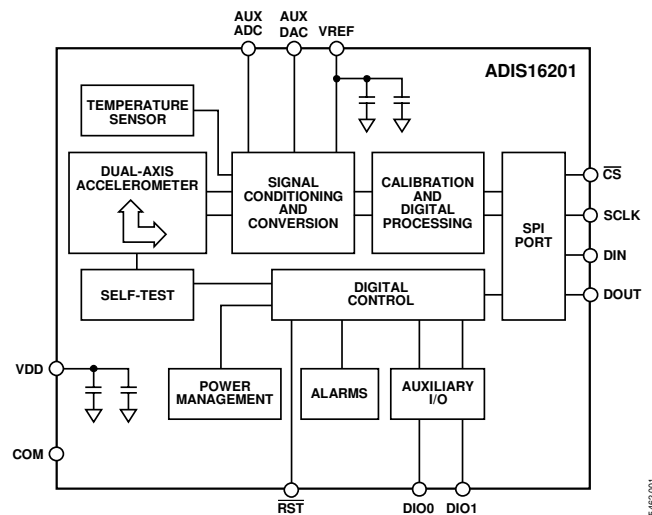 AUX
ADC
AUX
DAC
VREF
ADIS16201
TEMPERATURE
SENSOR
DUAL-AXIS
ACCELEROMETER
SIGNAL
CONDITIONING
AND
CONVERSION
CALIBRATION
AND
DIGITAL
PROCESSING
SPI
PORT
CS
SCLK
DIN
DOUT
SELF-TEST
DIGITAL
CONTROL
VDD
POWER
MANAGEMENT
ALARMS
AUXILIARY
I/O
COM
RST
DIO0
DIO1